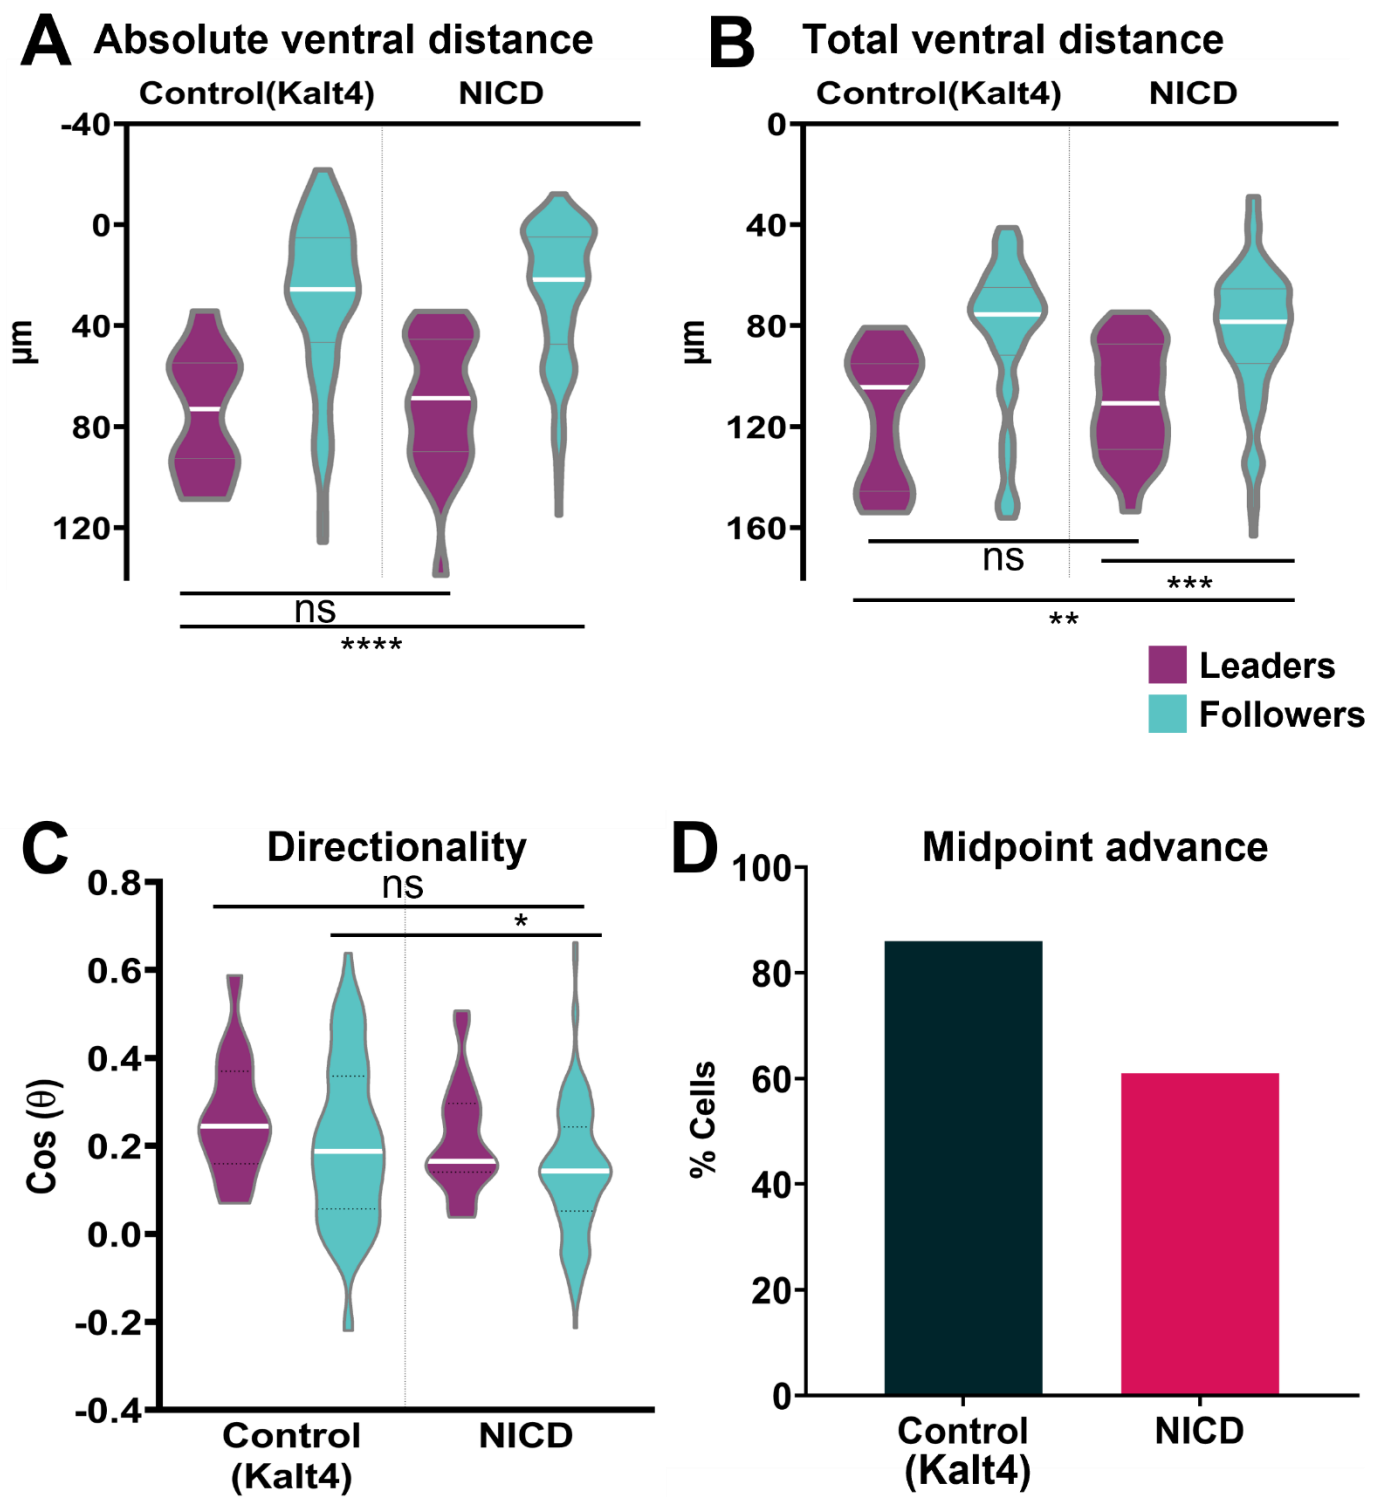 A Absolute ventral distance
Control(Kalt4) NICD
-40
0
40
80
120
µm
ns
****
B Total ventral distance
Control(Kalt4) NICD
0
40
80
120
160
µm
ns
***
**
Leaders
Followers
C Directionality
ns
*
0.8
0.6
0.4
0.2
0.0
-0.2
-0.4
Cos (θ)
Control NICD
(Kalt4)
D Midpoint advance
100
80
60
40
20
0
% Cells
Control NICD
(Kalt4)